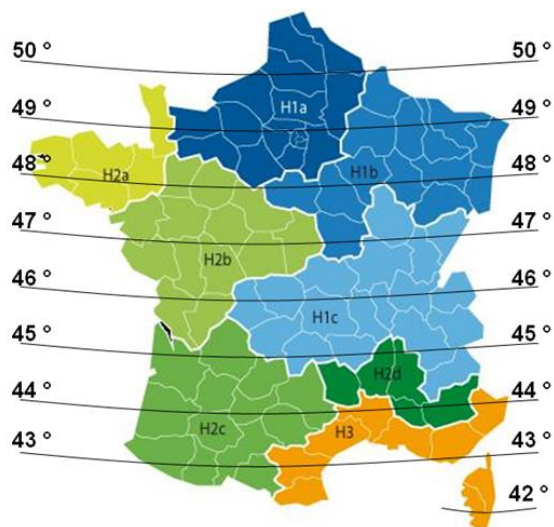 50 ° 50 °
H1a
49 ° 49 °
48 ° 48 °
H2a H1b
47 ° 47 °
H2b
46 ° 46 °
H1c
45 ° 45 °
H2d
44 ° 44 °
H2c H3
43 ° 43 °
42 °